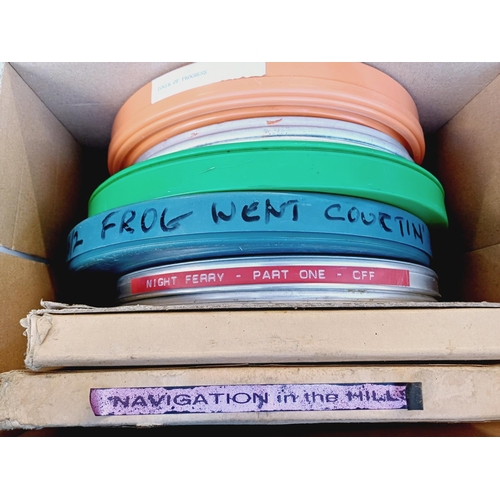 FROG WENT COURTIN'
NIGHT FERRY - PART ONE - CFF
NAVIGATION in the HILLS